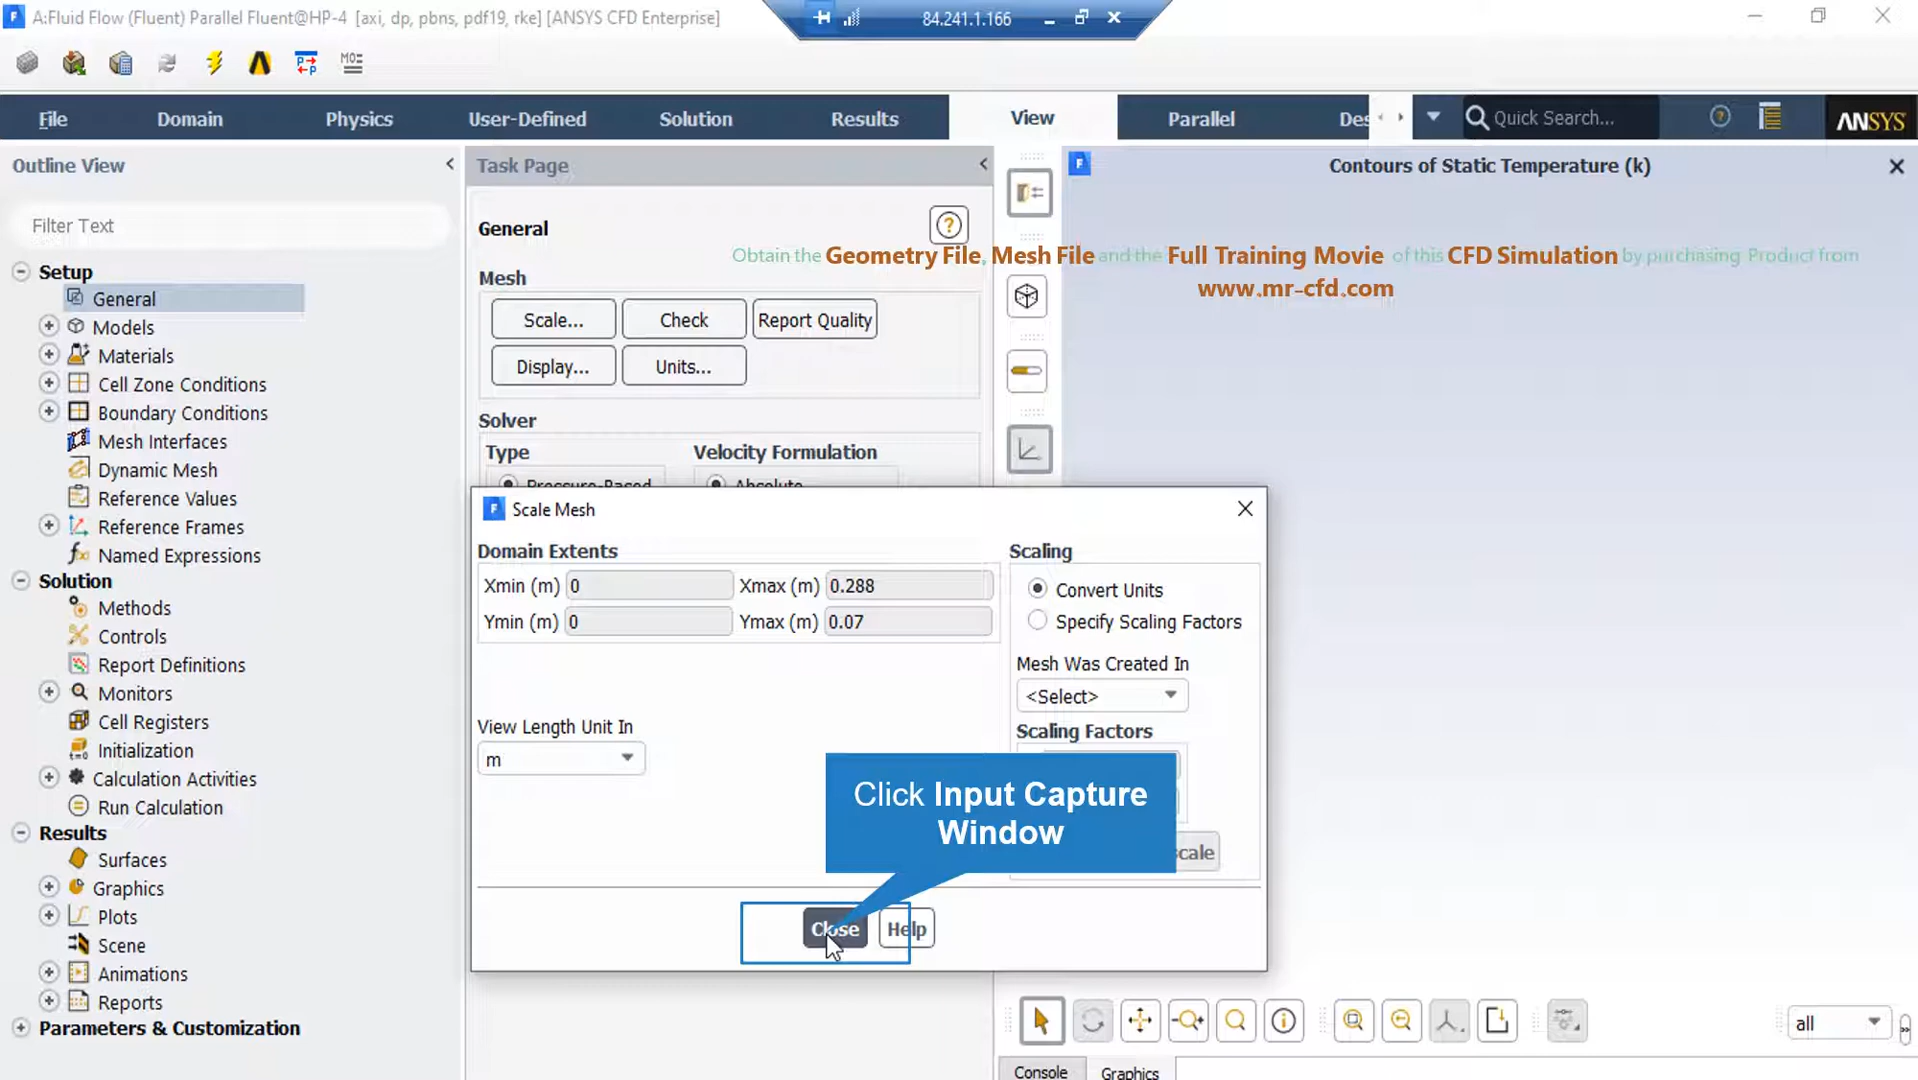 A:Fluid Flow (Fluent) Parallel Fluent@HP-4 [axi, dp, pbns, pdf19, rke] [ANSYS CFD Enterprise]
84.241.1.166
File Domain Physics User-Defined Solution Results View Parallel Des Quick Search... ANSYS
Outline View
Task Page
Contours of Static Temperature (k)
Filter Text
General
Obtain the Geometry File, Mesh File and the Full Training Movie of this CFD Simulation by purchasing Product from
www.mr-cfd.com
Setup
General
Models
Materials
Cell Zone Conditions
Boundary Conditions
Mesh Interfaces
Dynamic Mesh
Reference Values
Reference Frames
Named Expressions
Solution
Methods
Controls
Report Definitions
Monitors
Cell Registers
Initialization
Calculation Activities
Run Calculation
Results
Surfaces
Graphics
Plots
Scene
Animations
Reports
Parameters & Customization
Mesh
Scale... Check Report Quality
Display... Units...
Solver
Type Velocity Formulation
Pressure-Based Absolute
Scale Mesh
Domain Extents
Xmin (m) 0 Xmax (m) 0.288
Ymin (m) 0 Ymax (m) 0.07
View Length Unit In
m
Scaling
Convert Units
Specify Scaling Factors
Mesh Was Created In
<Select>
Scaling Factors
Click Input Capture
Window
scale
Close Help
all
Console Graphics